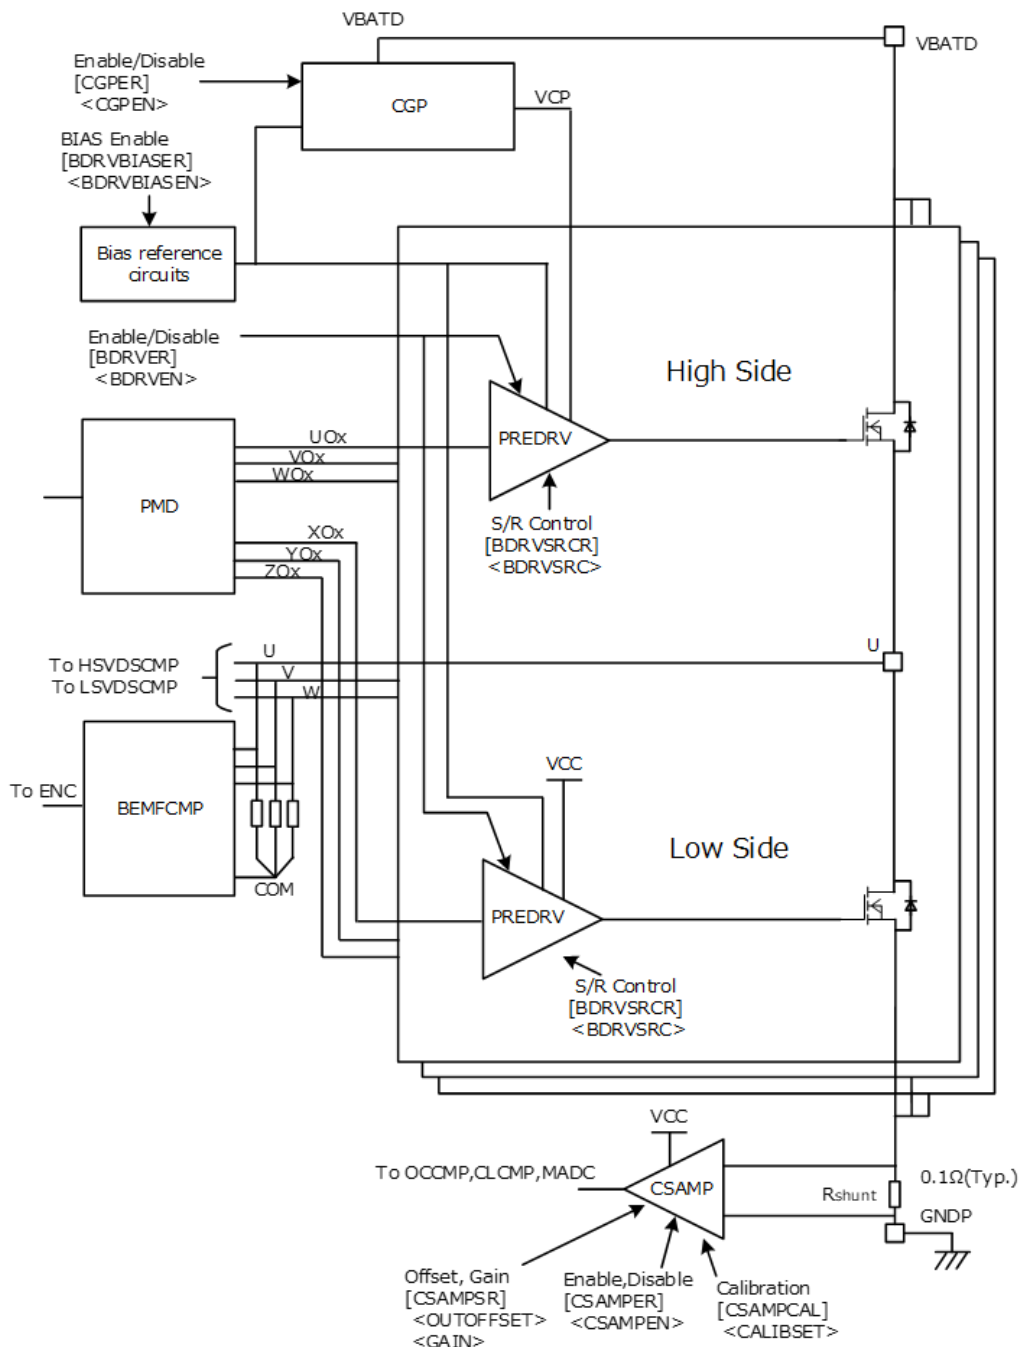 VBATD
VBATD
Enable/Disable
[CGPER]
<CGPEN>
CGP
VCP
BIAS Enable
[BDRVBIASER]
<BDRVBIASEN>
Bias reference
circuits
Enable/Disable
[BDRVER]
<BDRVEN>
High Side
PREDRV
UOx
VOx
WOx
PMD
S/R Control
[BDRVSRCR]
<BDRVSRC>
XOx
YOx
ZOx
U
U
To HSVDSCMP
To LSVDSCMP
V
W
VCC
To ENC
BEMFCMP
Low Side
COM
PREDRV
S/R Control
[BDRVSRCR]
<BDRVSRC>
VCC
To OCCMP,CLCMP,MADC
CSAMP
Rshunt
0.1Ω(Typ.)
GNDP
Offset, Gain
[CSAMPSR]
<OUTOFFSET>
<GAIN>
Enable,Disable
[CSAMPER]
<CSAMPEN>
Calibration
[CSAMPCAL]
<CALIBSET>